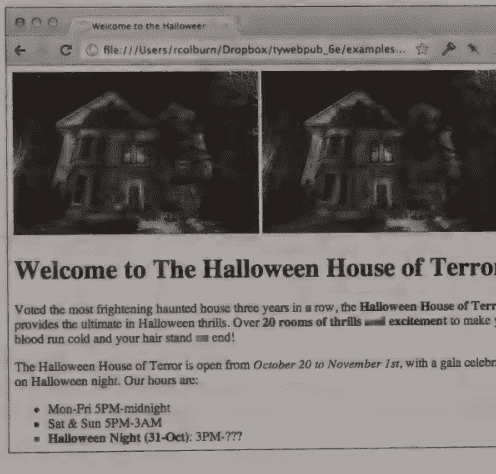 Welcome to the Halloween
file:///Users/rcolburn/Dropbox/tywebpub_6e/examples...
Welcome to The Halloween House of Terro
Voted the most frightening haunted house three years in row, the Halloween House of Terr
provides the ultimate in Halloween thrills. Over 20 rooms of thrills excitement to make
blood run cold and your hair stand end!
The Halloween House of Terror is open from October 20 to November 1st, with a gala celebr
on Halloween night. Our hours are:
• Mon-Fri 5PM-midnight
• Sat & Sun 5PM-3AM
• Halloween Night (31-Oct): 3PM-???